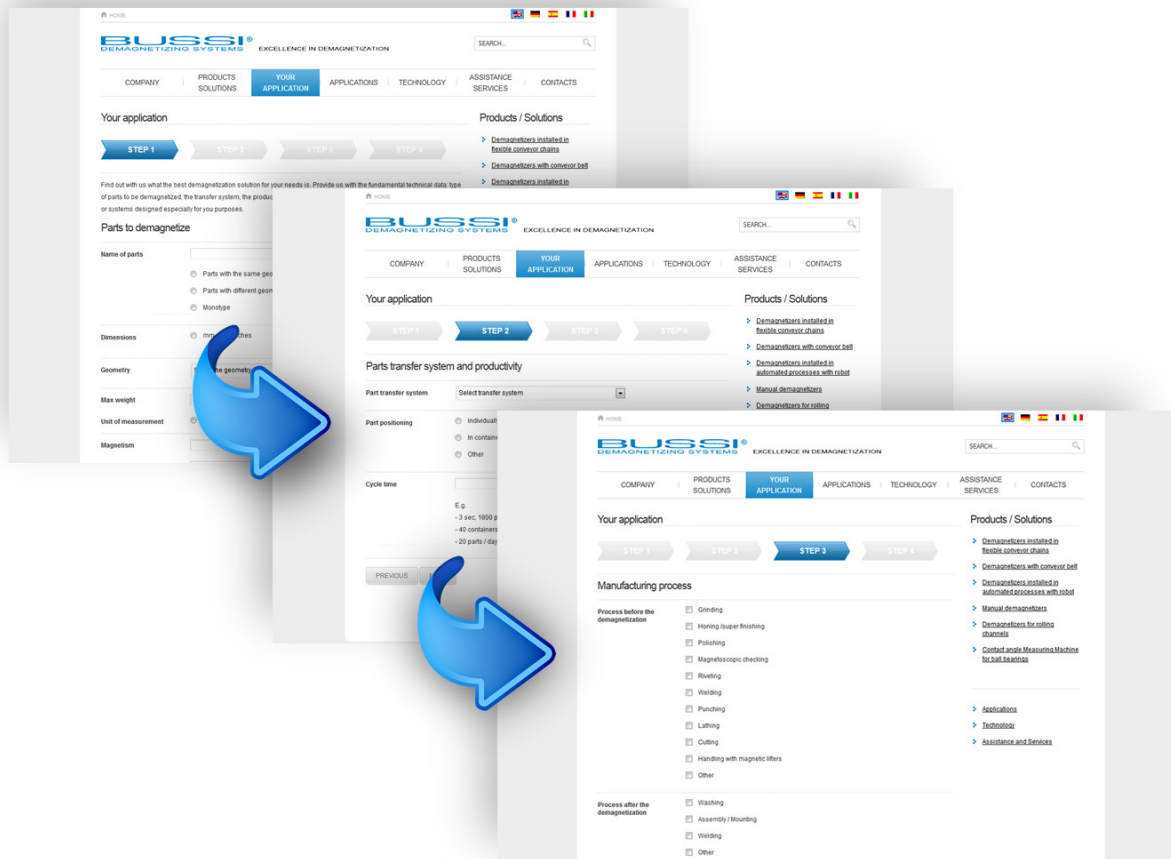 HOME
BUSSI®
DEMAGNETIZING SYSTEMS EXCELLENCE IN DEMAGNETIZATION
SEARCH...
COMPANY
PRODUCTS
SOLUTIONS
YOUR
APPLICATION
APPLICATIONS
TECHNOLOGY
ASSISTANCE
SERVICES
CONTACTS
Your application
STEP 1
STEP 2
STEP 3
STEP 4
Products / Solutions
Demagnetizers installed in
flexible conveyor chains
Demagnetizers with conveyor belt
Demagnetizers installed in
Find out with us what the best demagnetization solution for your needs is. Provide us with the fundamental technical data: type
of parts to be demagnetized, the transfer system, the produc
or systems designed especially for you purposes.
Parts to demagnetize
Name of parts
Parts with the same geo
Parts with different geon
Monotype
Dimensions
mm
Geometry
Max weight
Unit of measurement
Magnetism
HOME
BUSSI®
DEMAGNETIZING SYSTEMS EXCELLENCE IN DEMAGNETIZATION
SEARCH...
COMPANY
PRODUCTS
SOLUTIONS
YOUR
APPLICATION
APPLICATIONS
TECHNOLOGY
ASSISTANCE
SERVICES
CONTACTS
Your application
STEP 1
STEP 2
STEP 3
STEP 4
Products / Solutions
Demagnetizers installed in
flexible conveyor chains
Demagnetizers with conveyor belt
Demagnetizers installed in
automated processes with robot
Manual demagnetizers
Demagnetizers for rolling
Parts transfer system and productivity
Part transfer system
Select transfer system
Part positioning
Individually
In containe
Other
Cycle time
E.g.
- 3 sec, 1800 p
- 40 containers
- 20 parts / day
PREVIOUS
HOME
BUSSI®
DEMAGNETIZING SYSTEMS EXCELLENCE IN DEMAGNETIZATION
SEARCH...
COMPANY
PRODUCTS
SOLUTIONS
YOUR
APPLICATION
APPLICATIONS
TECHNOLOGY
ASSISTANCE
SERVICES
CONTACTS
Your application
STEP 1
STEP 2
STEP 3
STEP 4
Products / Solutions
Demagnetizers installed in
flexible conveyor chains
Demagnetizers with conveyor belt
Demagnetizers installed in
automated processes with robot
Manual demagnetizers
Demagnetizers for rolling
channels
Contact angle Measuring Machine
for ball bearings
Applications
Technology
Assistance and Services
Manufacturing process
Process before the
demagnetization
Grinding
Honing /super finishing
Polishing
Magnetoscopic checking
Riveting
Welding
Punching
Lathing
Cutting
Handling with magnetic lifters
Other
Process after the
demagnetization
Washing
Assembly / Mounting
Welding
Other